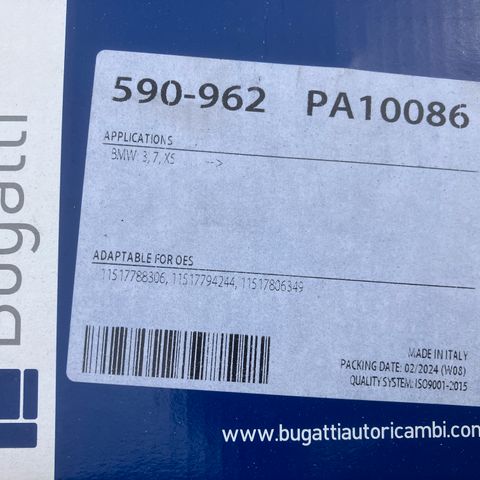 Bugatti
590-962 PA10086
APPLICATIONS
BMW: 3, 7, X5 -->
ADAPTABLE FOR OES
11517788306, 11517794244, 11517806349
MADE IN ITALY
PACKING DATE: 02/2024 (W08)
QUALITY SYSTEM: ISO9001-2015
www.bugattiautoricambi.com